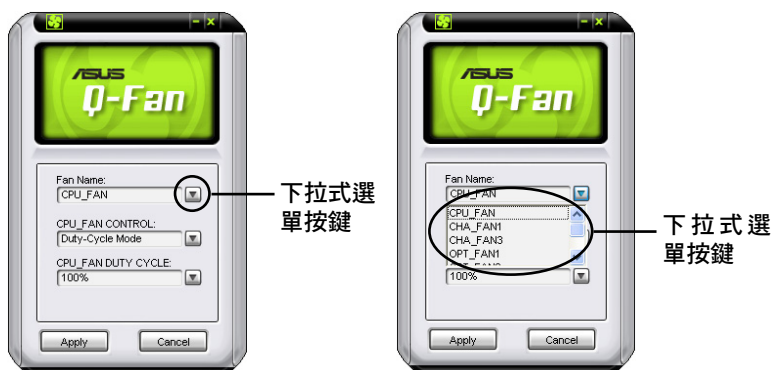 ASUS
Q-Fan
Fan Name:
CPU_FAN
CPU_FAN CONTROL:
Duty-Cycle Mode
CPU_FAN DUTY CYCLE:
100%
Apply
Cancel
下拉式選
單按鍵
ASUS
Q-Fan
Fan Name:
CPU_FAN
CPU_FAN
CHA_FAN1
CHA_FAN3
OPT_FAN1
100%
Apply
Cancel
下拉式選
單按鍵